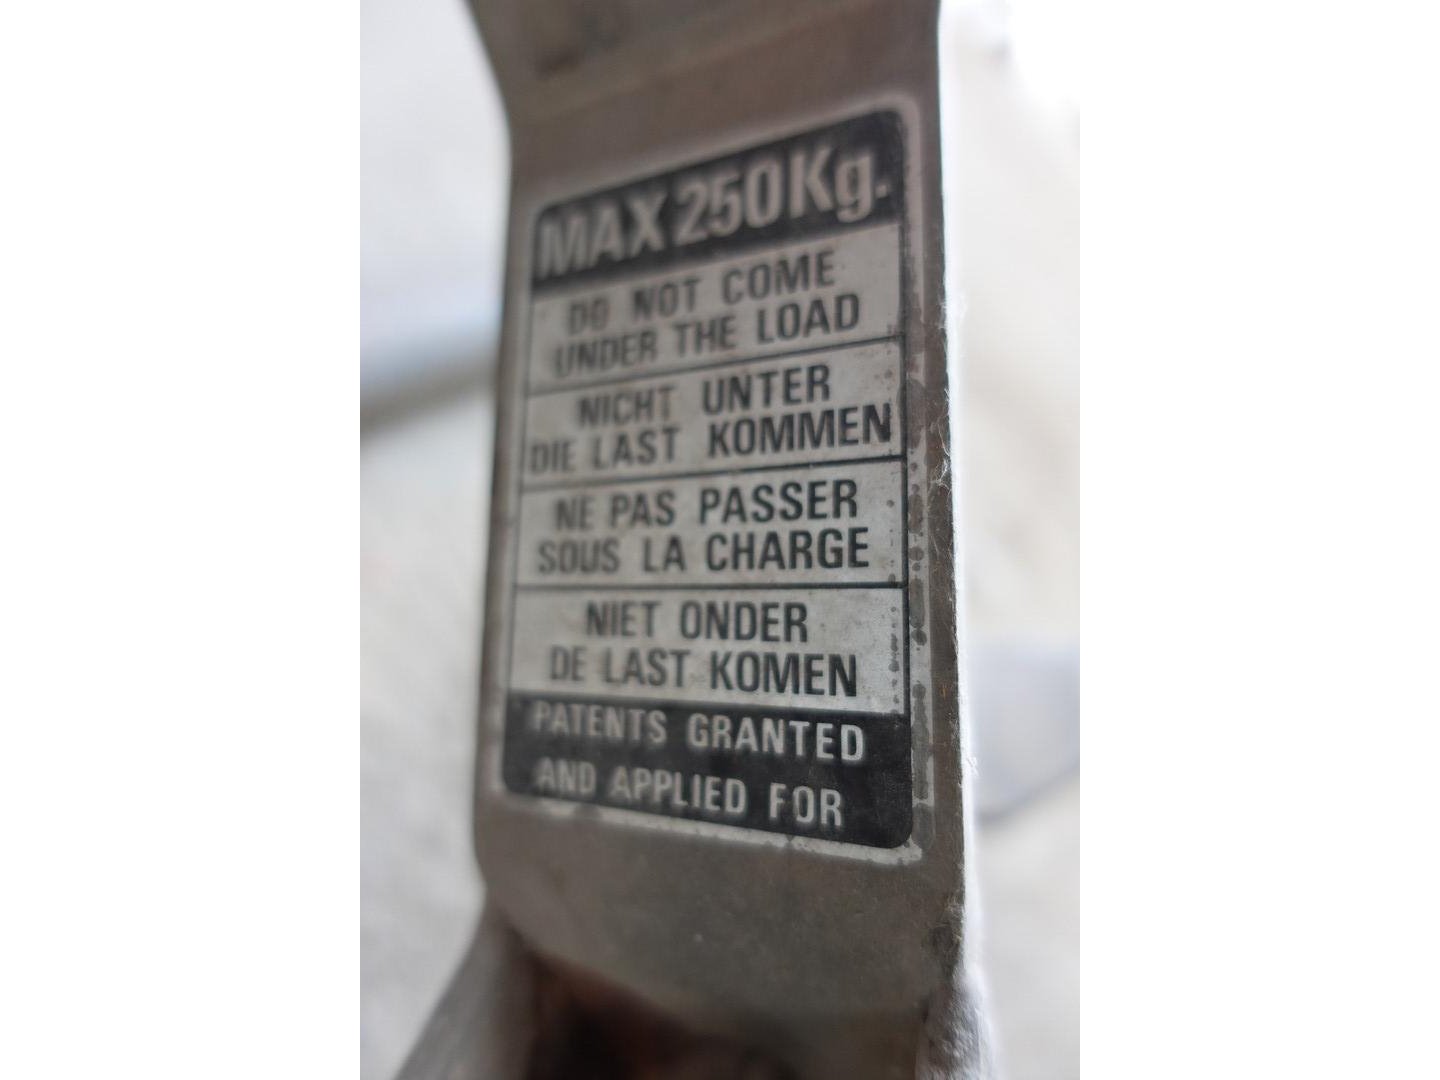 MAX 250Kg.
DO NOT COME
UNDER THE LOAD
NICHT UNTER
DIE LAST KOMMEN
NE PAS PASSER
SOUS LA CHARGE
NIET ONDER
DE LAST KOMEN
PATENTS GRANTED
AND APPLIED FOR